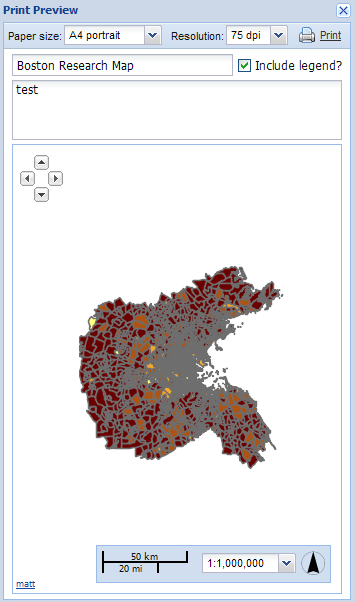 Print Preview
Paper size: A4 portrait Resolution: 75 dpi Print
Boston Research Map Include legend?
test
50 km
20 mi
1:1,000,000
matt